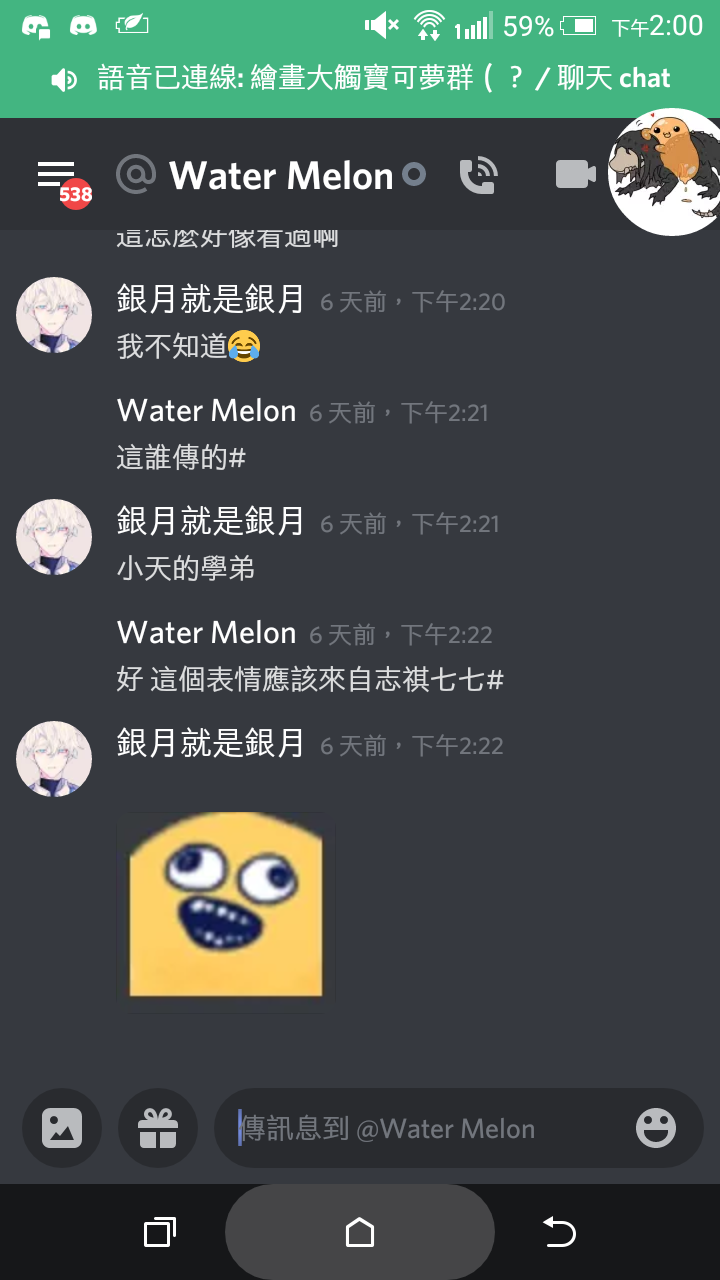 59% 下午2:00
語音已連線: 繪畫大觸寶可夢群 ( ? / 聊天 chat
538 @ Water Melon
這怎麼好像看過啊
銀月就是銀月 6 天前，下午2:20
我不知道😂
Water Melon 6 天前，下午2:21
這誰傳的#
銀月就是銀月 6 天前，下午2:21
小天的學弟
Water Melon 6 天前，下午2:22
好 這個表情應該來自志祺七七#
銀月就是銀月 6 天前，下午2:22
傳訊息到 @Water Melon